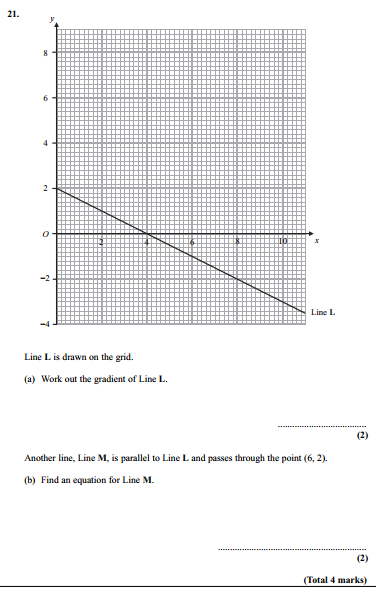 21.
y
8
6
4
2
O
2 4 6 8 10 x
–2
–4
Line L
Line L is drawn on the grid.
(a) Work out the gradient of Line L.
(2)
Another line, Line M, is parallel to Line L and passes through the point (6, 2).
(b) Find an equation for Line M.
(2)
(Total 4 marks)